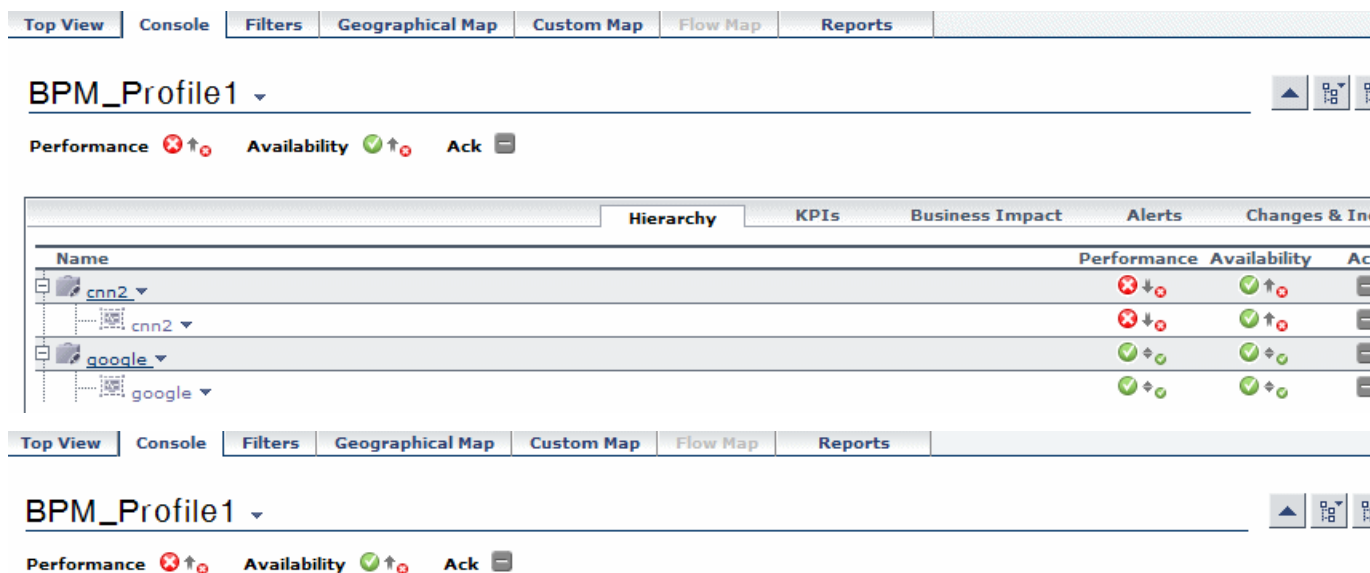 Top View Console Filters Geographical Map Custom Map Flow Map Reports
BPM_Profile1
Performance Availability Ack
Hierarchy KPIs Business Impact Alerts Changes &
Name Performance Availability
cnn2
cnn2
google
google
Top View Console Filters Geographical Map Custom Map Flow Map Reports
BPM_Profile1
Performance Availability Ack